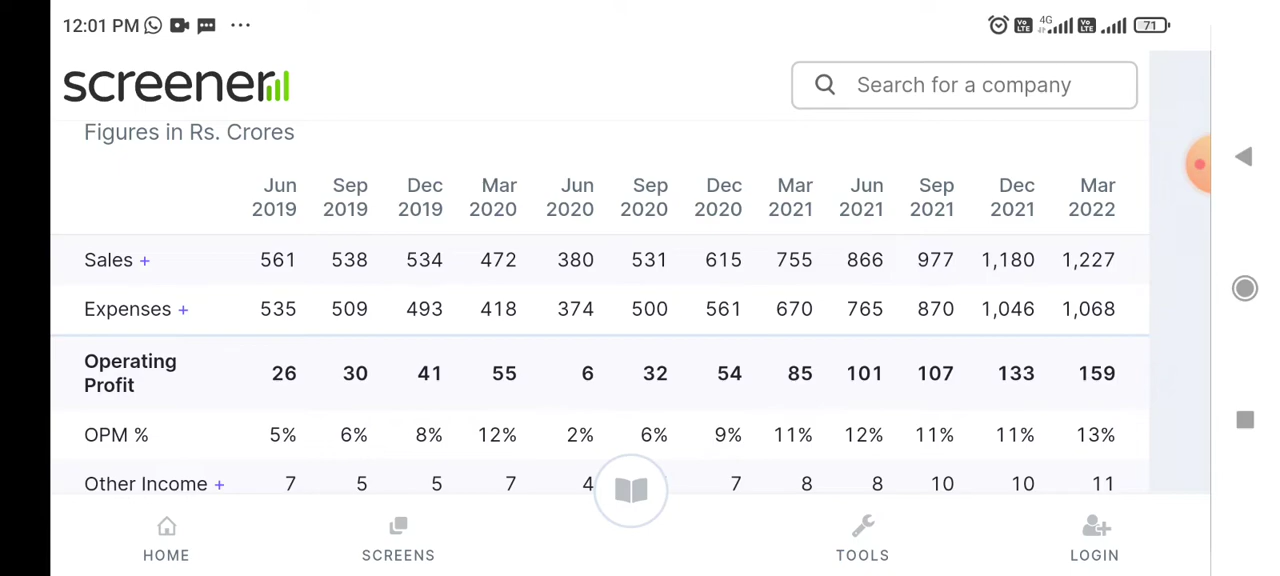 12:01 PM ... 4G Vo LTE Vo LTE 71
screener
Search for a company
Figures in Rs. Crores
Jun 2019 Sep 2019 Dec 2019 Mar 2020 Jun 2020 Sep 2020 Dec 2020 Mar 2021 Jun 2021 Sep 2021 Dec 2021 Mar 2022
Sales + 561 538 534 472 380 531 615 755 866 977 1,180 1,227
Expenses + 535 509 493 418 374 500 561 670 765 870 1,046 1,068
Operating Profit 26 30 41 55 6 32 54 85 101 107 133 159
OPM % 5% 6% 8% 12% 2% 6% 9% 11% 12% 11% 11% 13%
Other Income + 7 5 5 7 4 7 8 8 10 10 11
HOME SCREENS TOOLS LOGIN